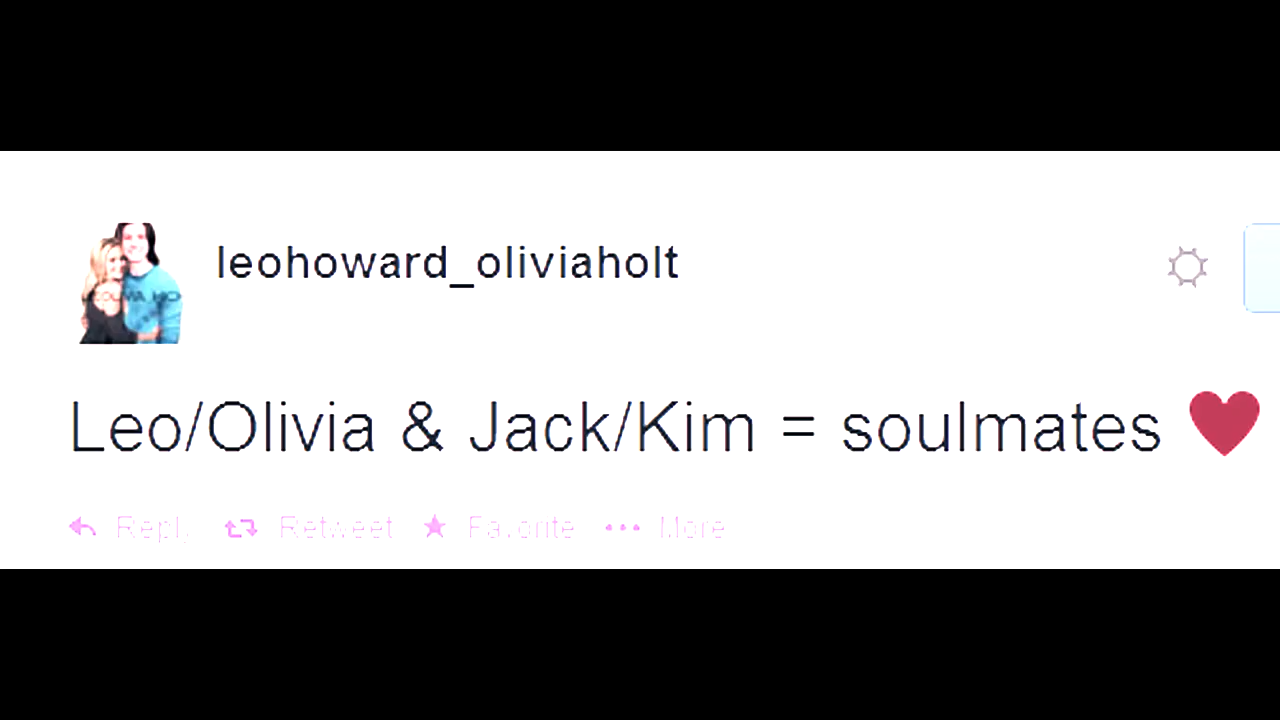 leohoward_oliviaholt
Leo/Olivia & Jack/Kim = soulmates ❤
Reply Retweet Favorite More